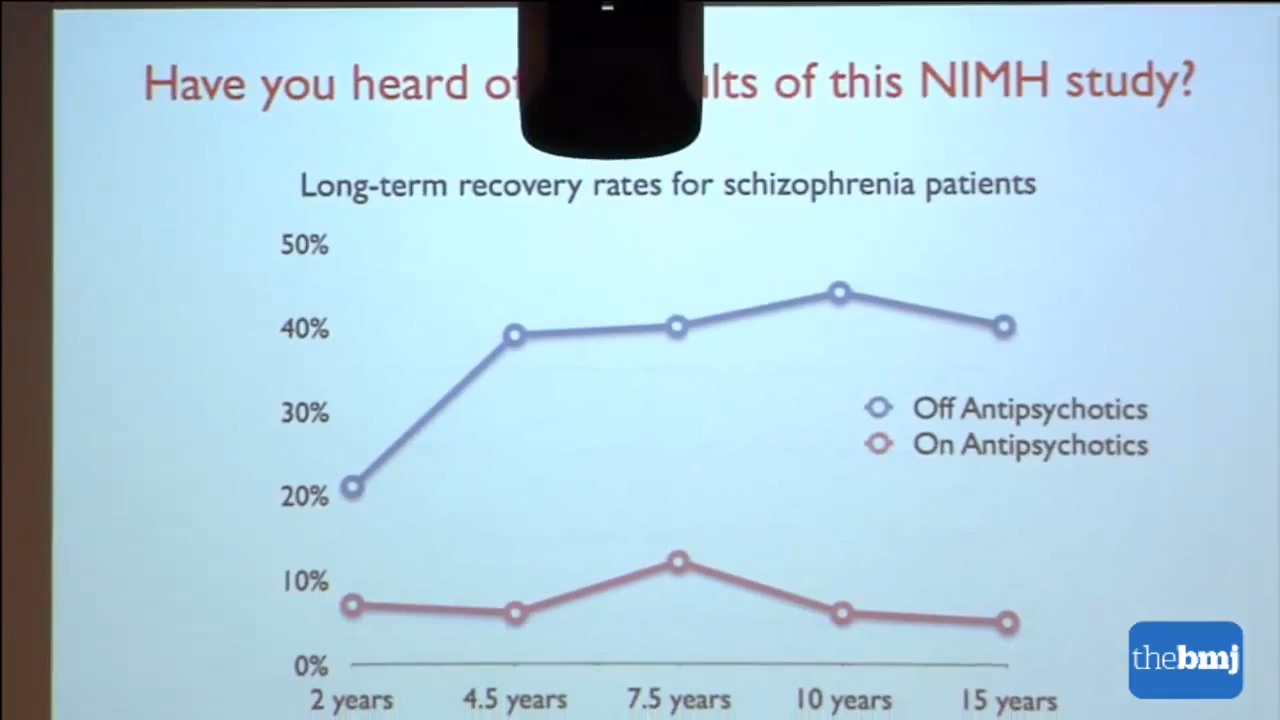 Have you heard of ults of this NIMH study?
Long-term recovery rates for schizophrenia patients
50%
40%
30%
20%
10%
0%
Off Antipsychotics
On Antipsychotics
2 years 4.5 years 7.5 years 10 years 15 years
thebmj